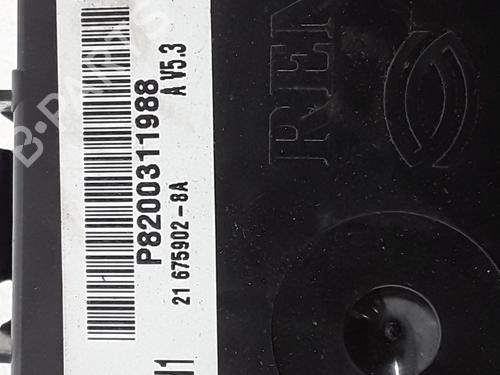 P8200311988
A V5.3
21 675902-8A
REN
B-PARTS